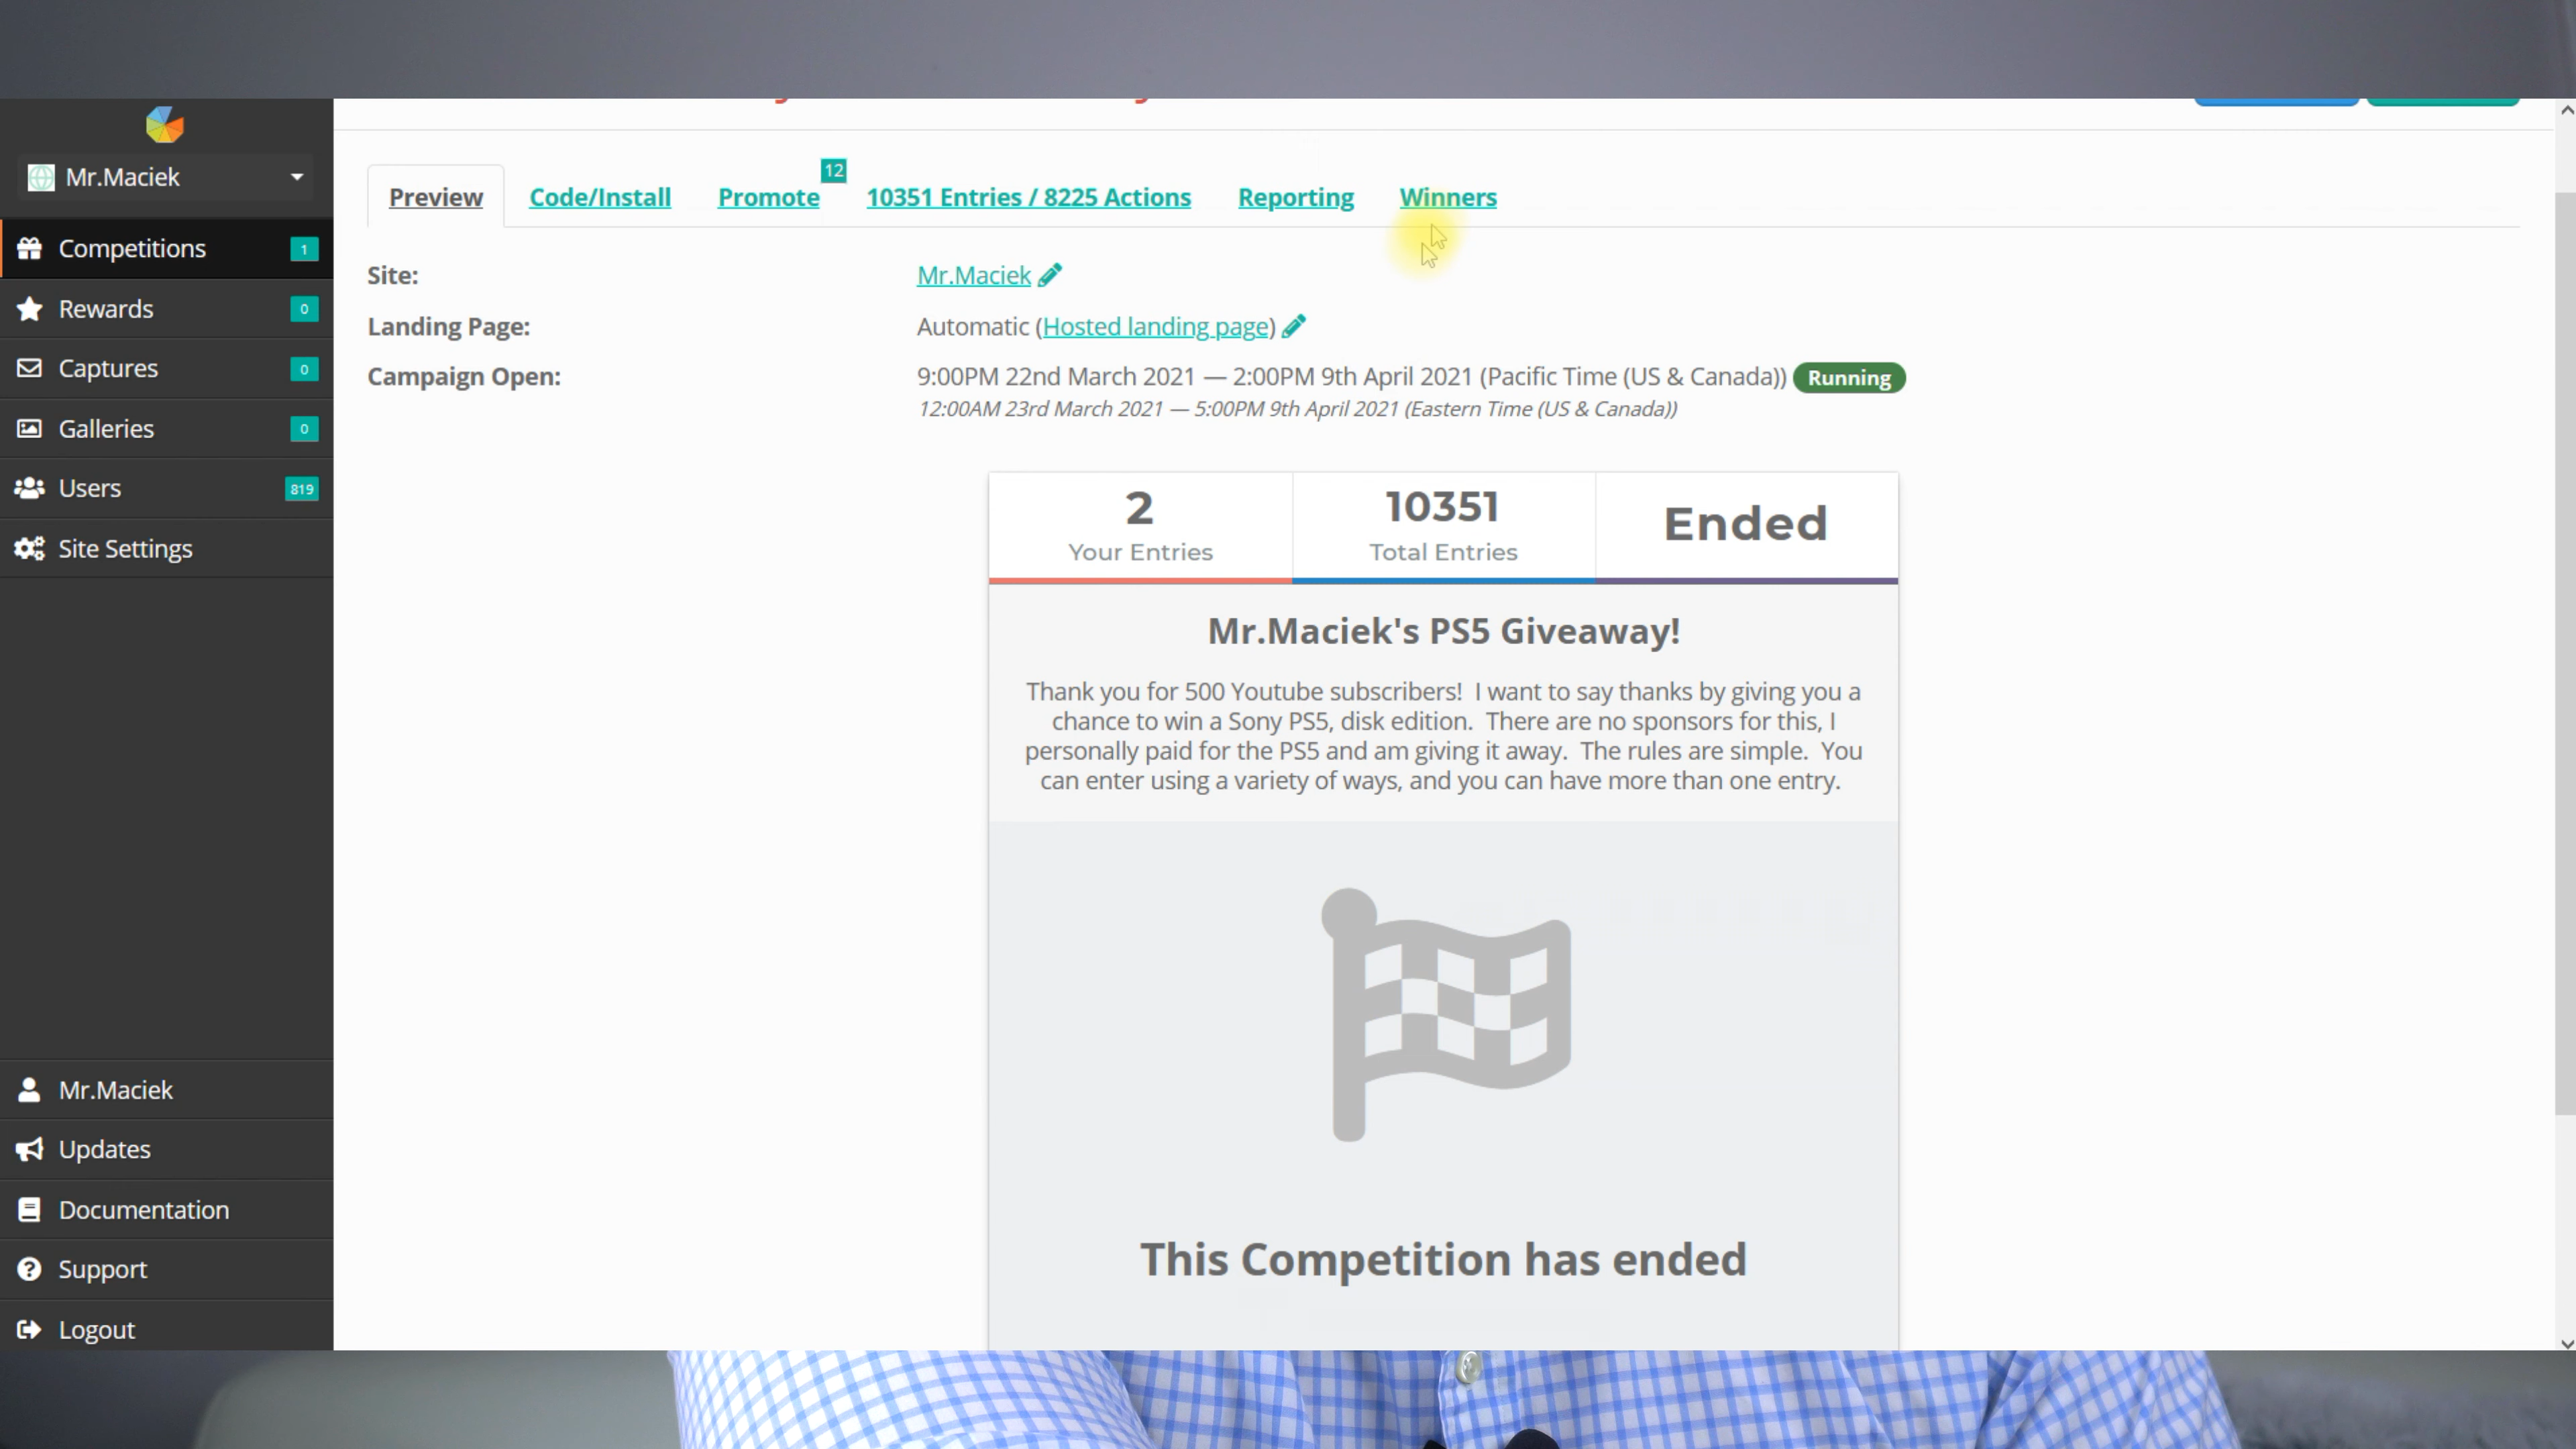 Mr.Maciek
Competitions 1
Rewards 0
Captures 0
Galleries 0
Users 819
Site Settings
Mr.Maciek
Updates
Documentation
Support
Logout
Preview Code/Install Promote 12 10351 Entries / 8225 Actions Reporting Winners
Site: Mr.Maciek
Landing Page: Automatic (Hosted landing page)
Campaign Open: 9:00PM 22nd March 2021 — 2:00PM 9th April 2021 (Pacific Time (US & Canada)) Running
12:00AM 23rd March 2021 — 5:00PM 9th April 2021 (Eastern Time (US & Canada))
2 10351 Ended
Your Entries Total Entries
Mr.Maciek's PS5 Giveaway!
Thank you for 500 Youtube subscribers! I want to say thanks by giving you a
chance to win a Sony PS5, disk edition. There are no sponsors for this, I
personally paid for the PS5 and am giving it away. The rules are simple. You
can enter using a variety of ways, and you can have more than one entry.
This Competition has ended